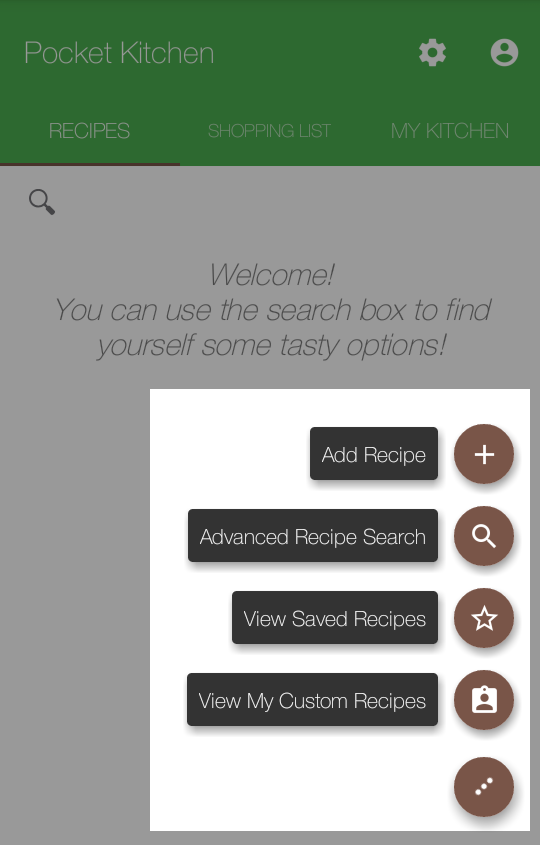 Pocket Kitchen
RECIPES
SHOPPING LIST
MY KITCHEN
Welcome!
You can use the search box to find
yourself some tasty options!
Add Recipe
Advanced Recipe Search
View Saved Recipes
View My Custom Recipes